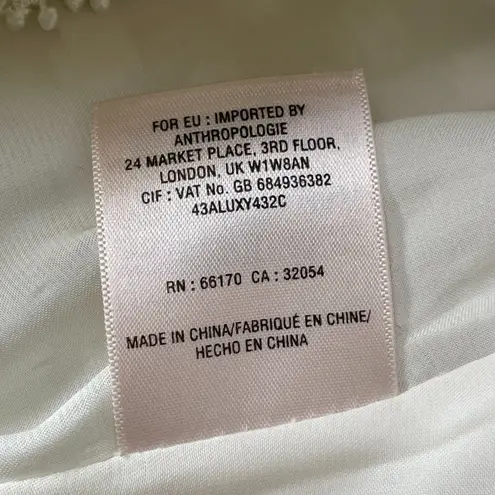 FOR EU : IMPORTED BY
ANTHROPOLOGIE
24 MARKET PLACE, 3RD FLOOR,
LONDON, UK W1W8AN
CIF : VAT No. GB 684936382
43ALUXY432C
RN : 66170 CA : 32054
MADE IN CHINA/FABRIQUÉ EN CHINE/
HECHO EN CHINA